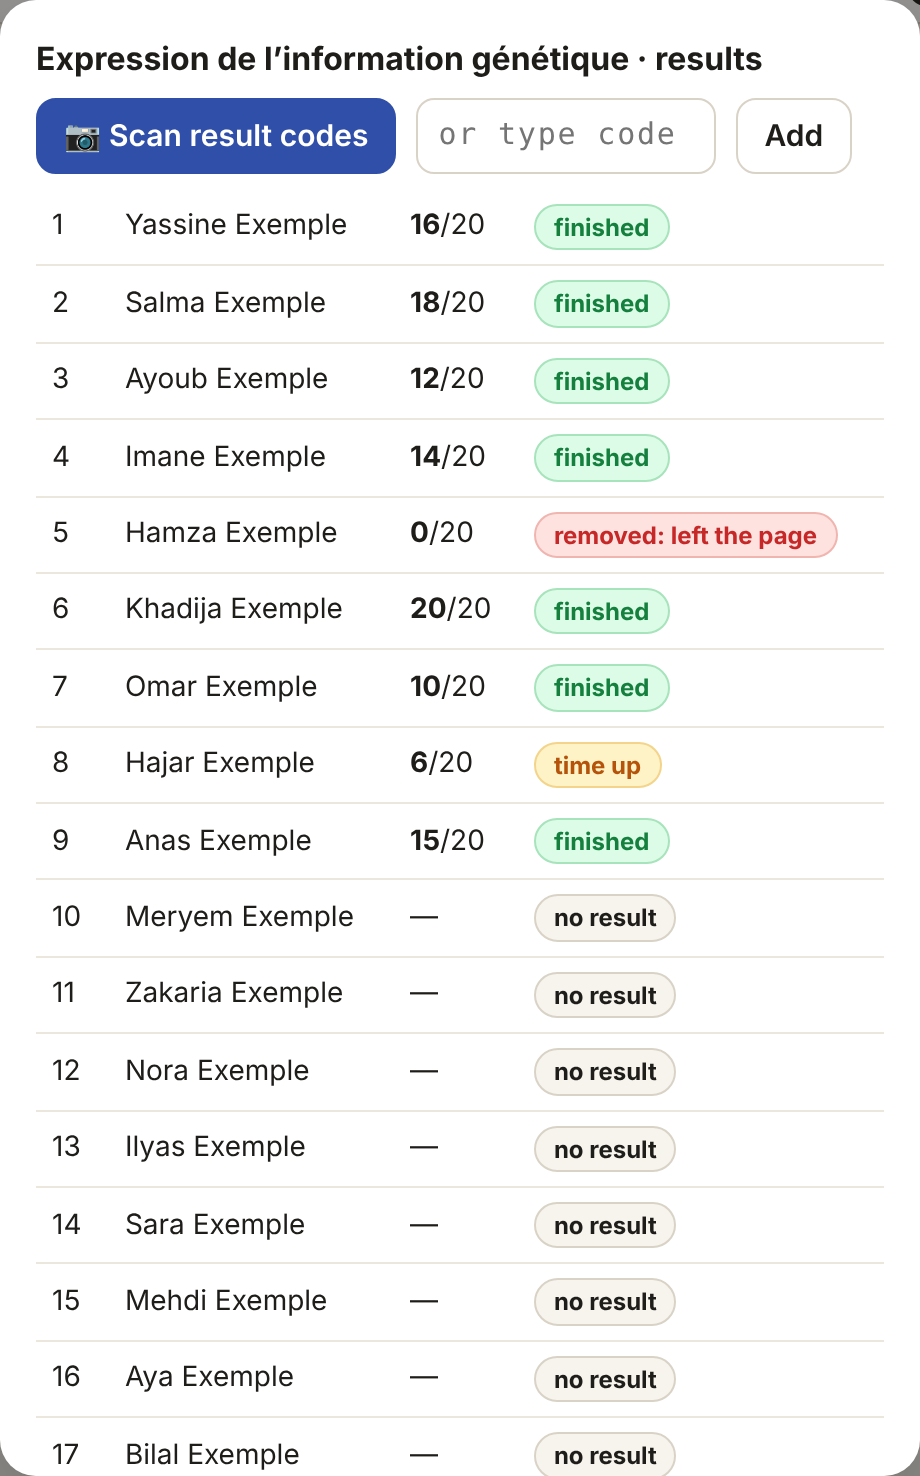 Expression de l’information génétique · results
Scan result codes or type code Add
1 Yassine Exemple 16/20 finished
2 Salma Exemple 18/20 finished
3 Ayoub Exemple 12/20 finished
4 Imane Exemple 14/20 finished
5 Hamza Exemple 0/20 removed: left the page
6 Khadija Exemple 20/20 finished
7 Omar Exemple 10/20 finished
8 Hajar Exemple 6/20 time up
9 Anas Exemple 15/20 finished
10 Meryem Exemple — no result
11 Zakaria Exemple — no result
12 Nora Exemple — no result
13 Ilyas Exemple — no result
14 Sara Exemple — no result
15 Mehdi Exemple — no result
16 Aya Exemple — no result
17 Bilal Exemple — no result